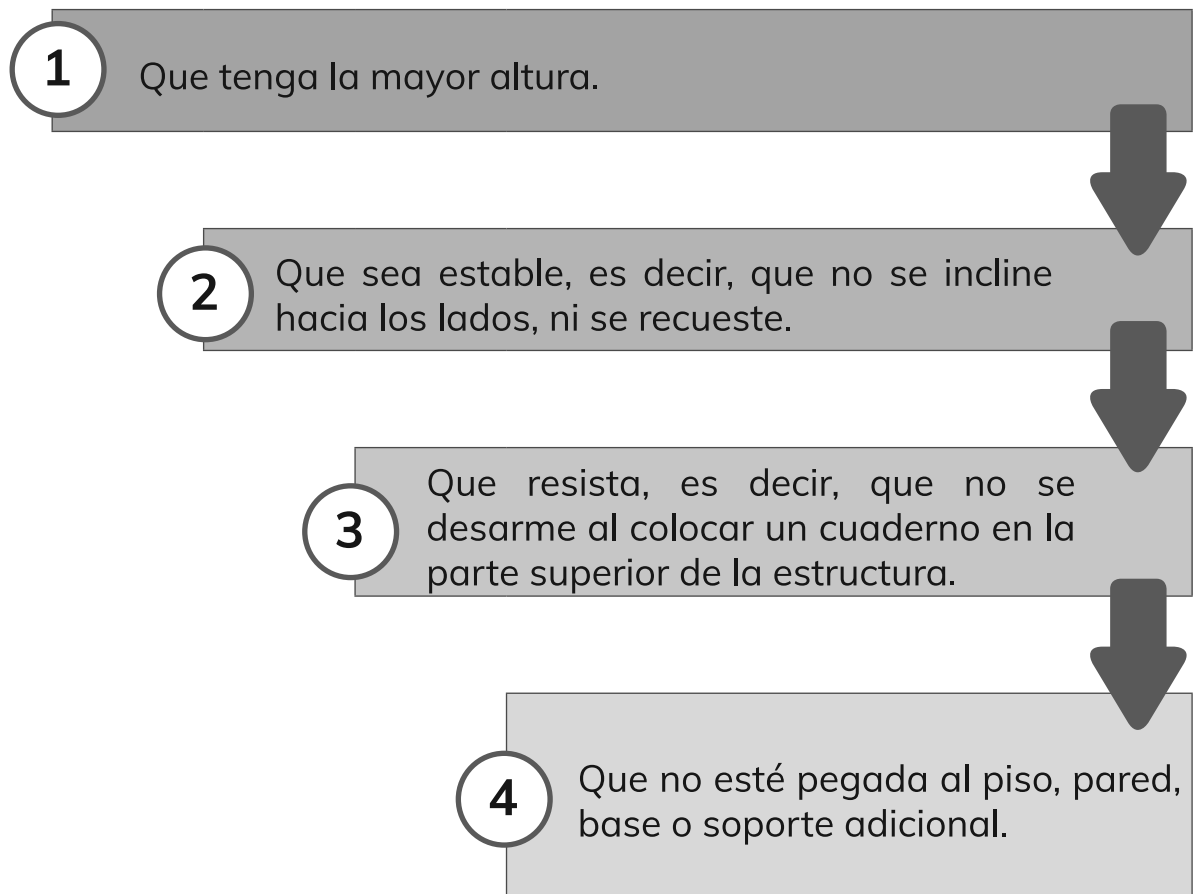 1
Que tenga la mayor altura.
2
Que sea estable, es decir, que no se incline
hacia los lados, ni se recueste.
3
Que resista, es decir, que no se
desarme al colocar un cuaderno en la
parte superior de la estructura.
4
Que no esté pegada al piso, pared,
base o soporte adicional.